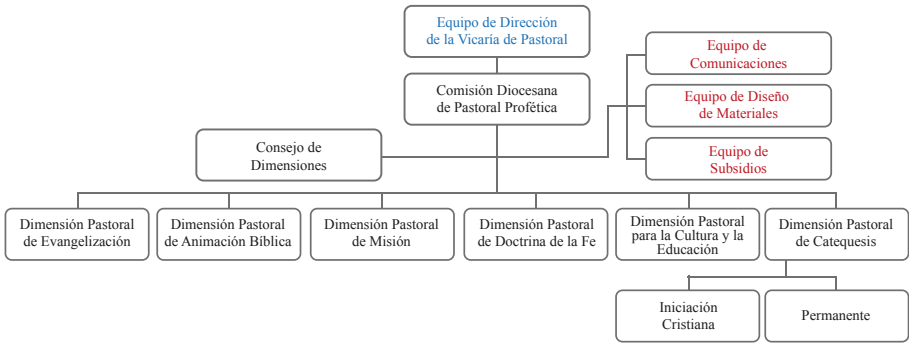 Equipo de Dirección
de la Vicaría de Pastoral
Equipo de
Comunicaciones
Comisión Diocesana
de Pastoral Profética
Equipo de Diseño
de Materiales
Consejo de
Dimensiones
Equipo de
Subsidios
Dimensión Pastoral
de Evangelización
Dimensión Pastoral
de Animación Bíblica
Dimensión Pastoral
de Misión
Dimensión Pastoral
de Doctrina de la Fe
Dimensión Pastoral
para la Cultura y la
Educación
Dimensión Pastoral
de Catequesis
Iniciación
Cristiana
Permanente